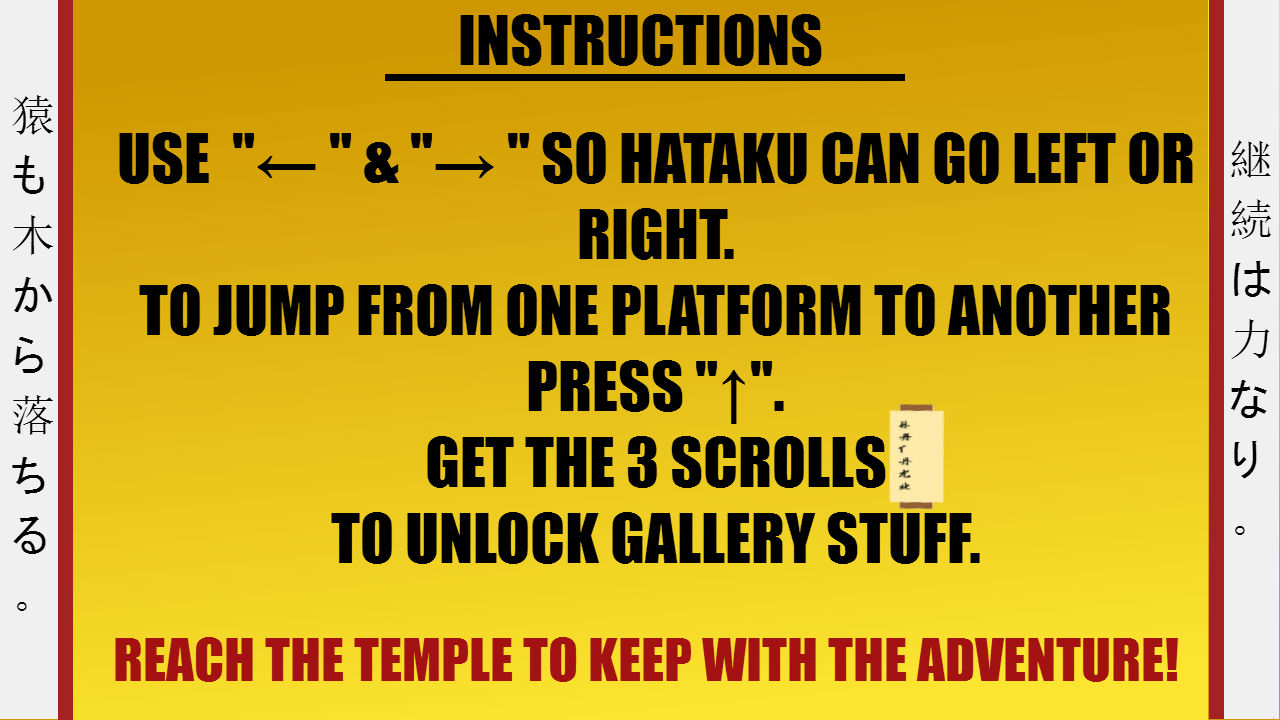 INSTRUCTIONS
USE "← " & "→ " SO HATAKU CAN GO LEFT OR
RIGHT.
TO JUMP FROM ONE PLATFORM TO ANOTHER
PRESS "↑".
GET THE 3 SCROLLS
TO UNLOCK GALLERY STUFF.
REACH THE TEMPLE TO KEEP WITH THE ADVENTURE!
猿も木から落ちる。
継続は力なり。